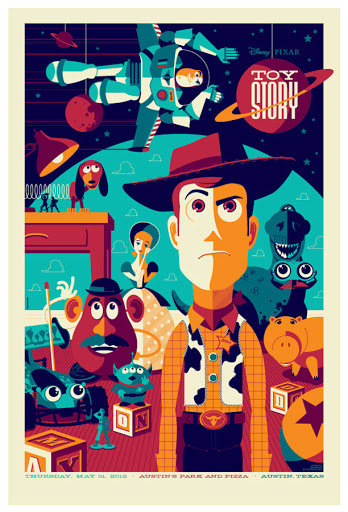 Disney · PIXAR
TOY
STORY
N
D
THURSDAY, MAY 31, 2012 · AUSTIN'S PARK AND PIZZA · AUSTIN, TEXAS